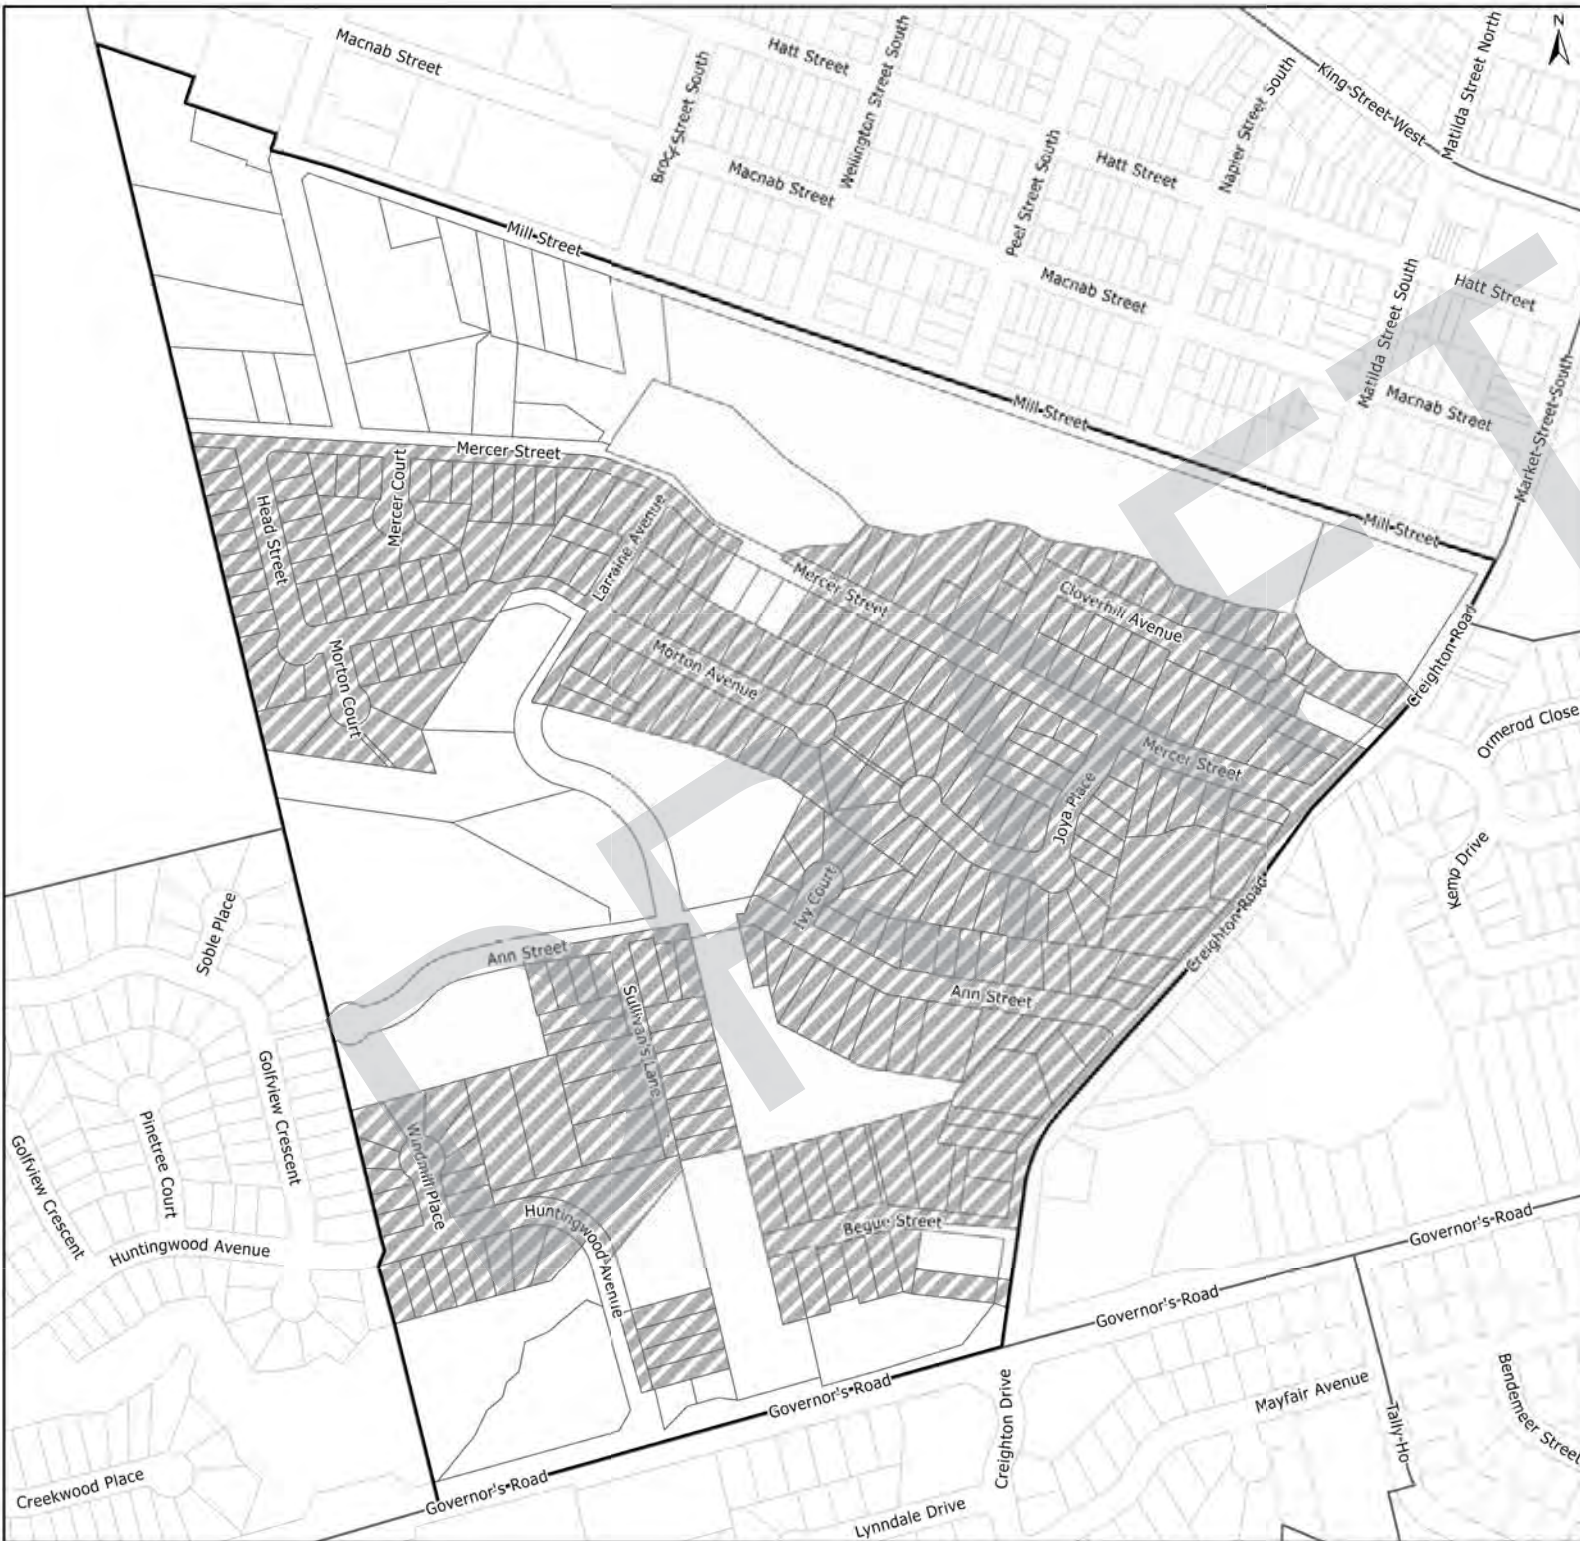 N
Macnab Street
Hatt Street
Wellington Street South
Brock Street South
Napier Street South
King Street West
Matilda Street North
Macnab Street
Hatt Street
Peel Street South
Mill Street
Macnab Street
Hatt Street
Matilda Street South
Macnab Street
Market Street South
Mill Street
Mill Street
Mercer Street
Mercer Court
Head Street
Larraine Avenue
Mercer Street
Cloverhill Avenue
Morton Avenue
Morton Court
Creighton Road
Ormerod Close
Mercer Street
Joya Place
Kemp Drive
Ivy Court
Creighton Road
Soble Place
Ann Street
Ann Street
Sullivan's Lane
Golfview Crescent
Pinetree Court
Golfview Crescent
Windmill Place
Huntingwood Avenue
Huntingwood Avenue
Begue Street
Governor's Road
Governor's Road
Governor's Road
Creighton Drive
Mayfair Avenue
Tally-Ho
Bendemeer Street
Creekwood Place
Governor's Road
Lynndale Drive
DRAFT